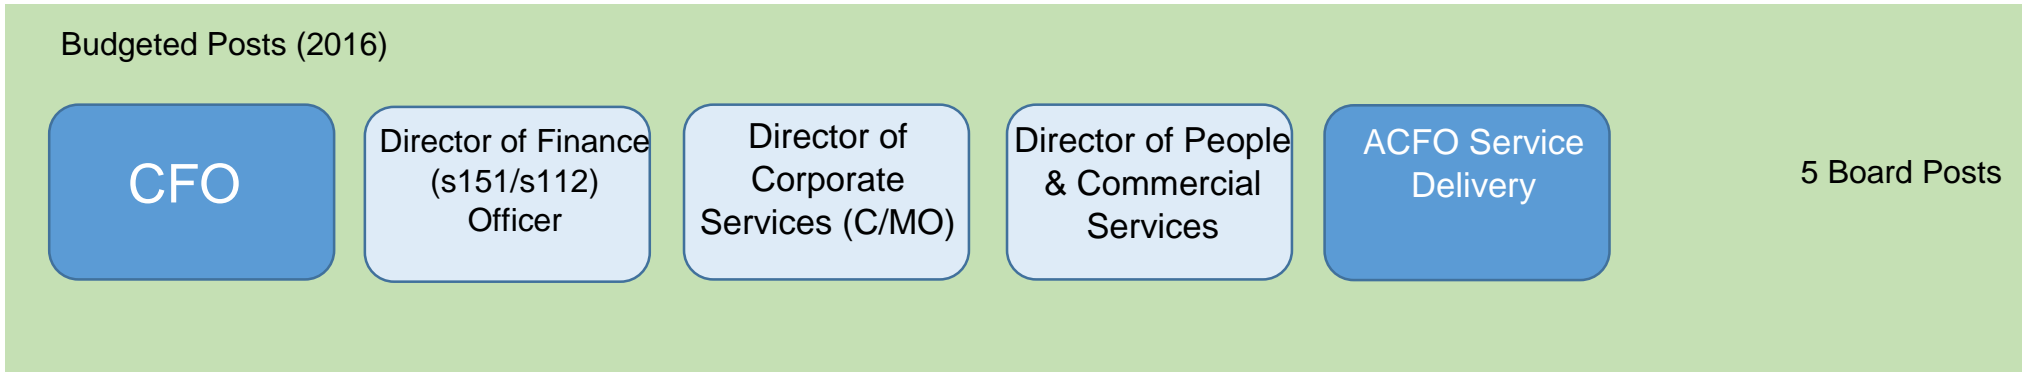 Budgeted Posts (2016)
CFO
Director of Finance
(s151/s112)
Officer
Director of
Corporate
Services (C/MO)
Director of People
& Commercial
Services
ACFO Service
Delivery
5 Board Posts